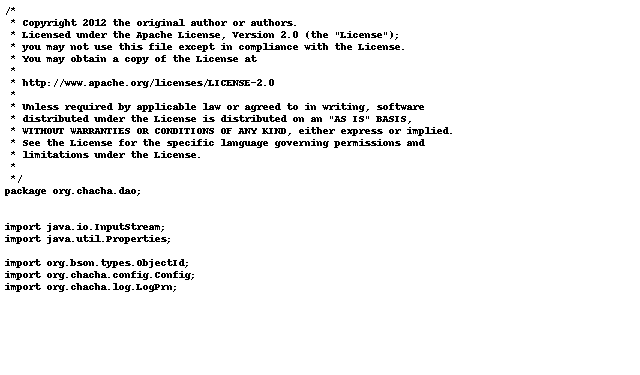 /*
 * Copyright 2012 the original author or authors.
 * Licensed under the Apache License, Version 2.0 (the "License");
 * you may not use this file except in compliance with the License.
 * You may obtain a copy of the License at
 *
 * http://www.apache.org/licenses/LICENSE-2.0
 *
 * Unless required by applicable law or agreed to in writing, software
 * distributed under the License is distributed on an "AS IS" BASIS,
 * WITHOUT WARRANTIES OR CONDITIONS OF ANY KIND, either express or implied.
 * See the License for the specific language governing permissions and
 * limitations under the License.
 *
 */
package org.chacha.dao;

import java.io.InputStream;
import java.util.Properties;

import org.bson.types.ObjectId;
import org.chacha.config.Config;
import org.chacha.log.LogPrn;